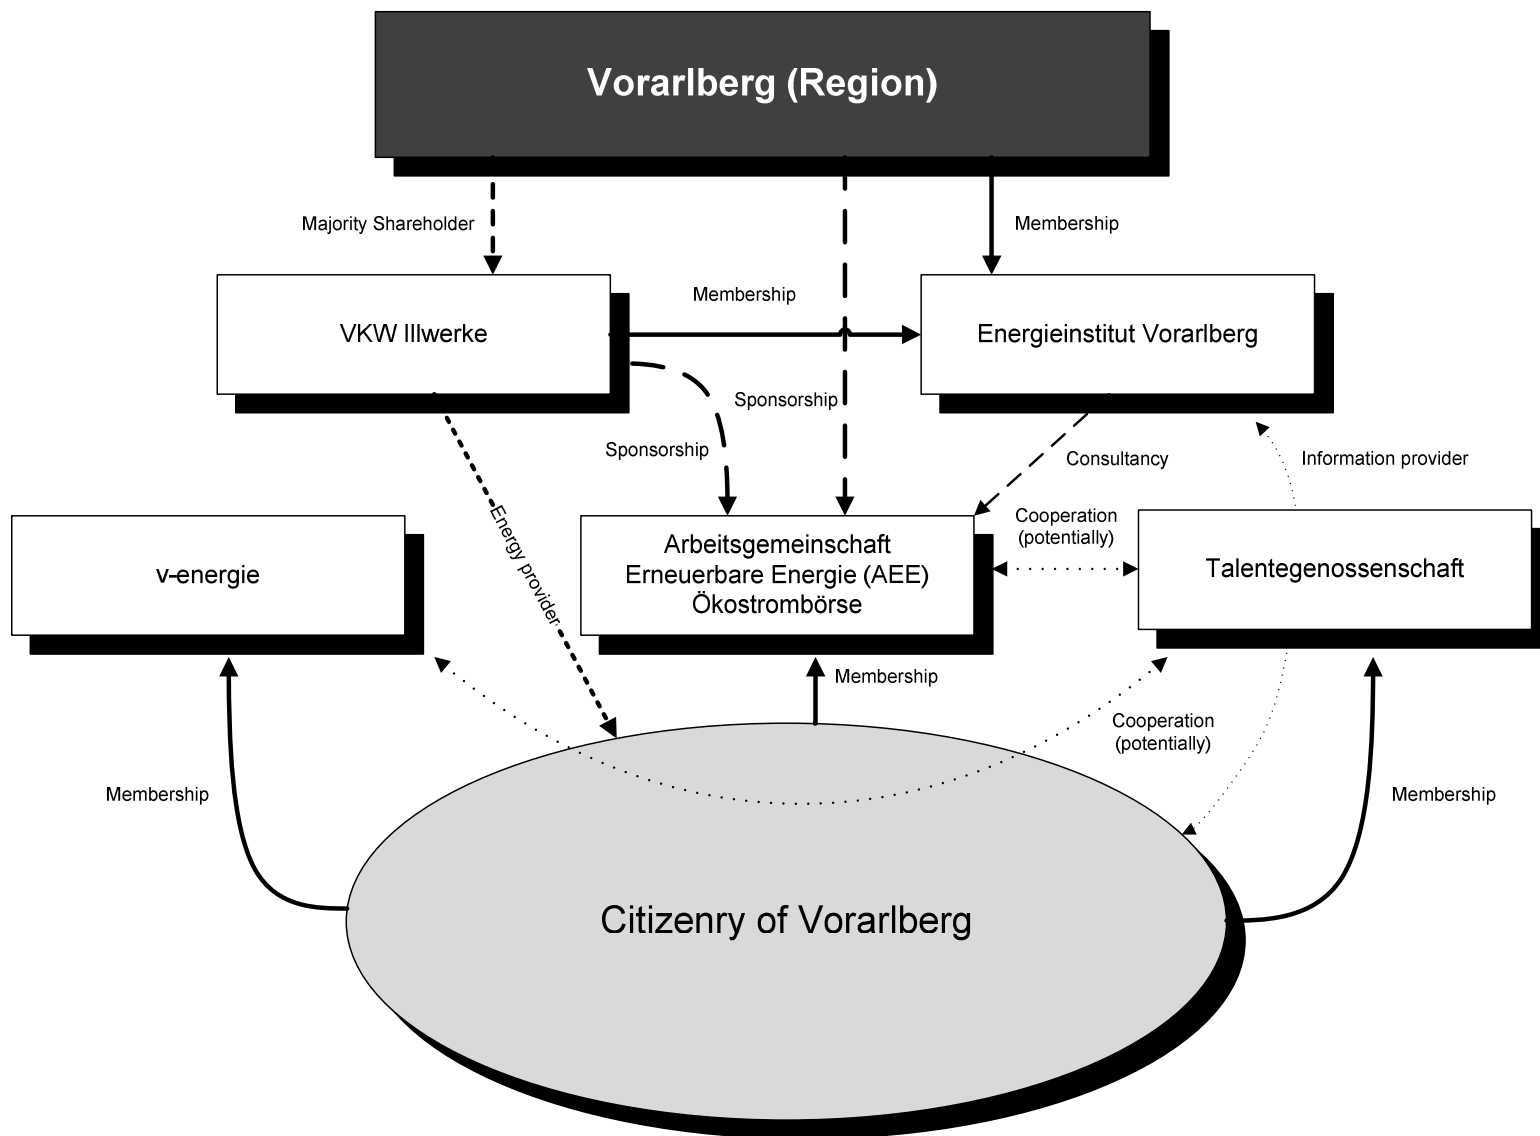 Vorarlberg (Region)
Majority Shareholder
Membership
Membership
VKW Illwerke
Energieinstitut Vorarlberg
Sponsorship
Sponsorship
Consultancy
Information provider
Energy provider
Cooperation
(potentially)
v-energie
Arbeitsgemeinschaft
Erneuerbare Energie (AEE)
Ökostrombörse
Talentegenossenschaft
Membership
Cooperation
(potentially)
Membership
Membership
Citizenry of Vorarlberg